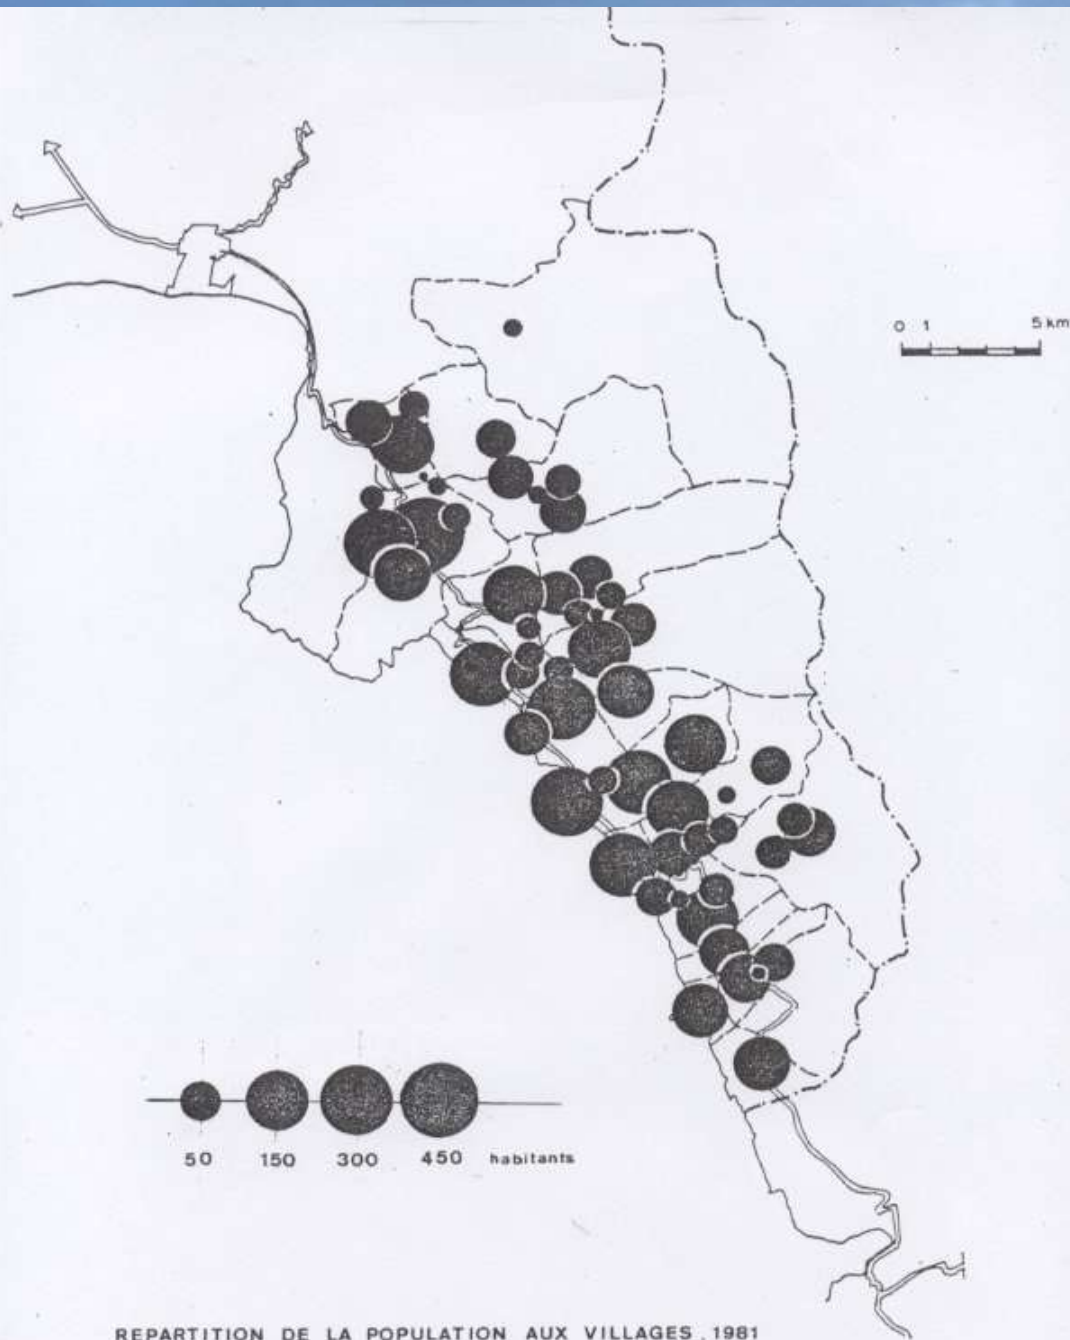 0 1 5 km
50 150 300 450 habitants
REPARTITION DE LA POPULATION AUX VILLAGES , 1981